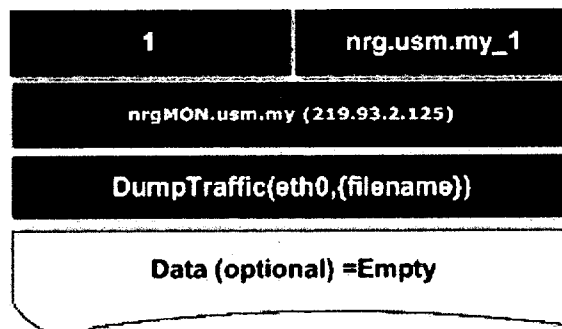 1 nrg.usm.my_1
nrgMON.usm.my (219.93.2.125)
DumpTraffic(eth0,{filename})
Data (optional) =Empty